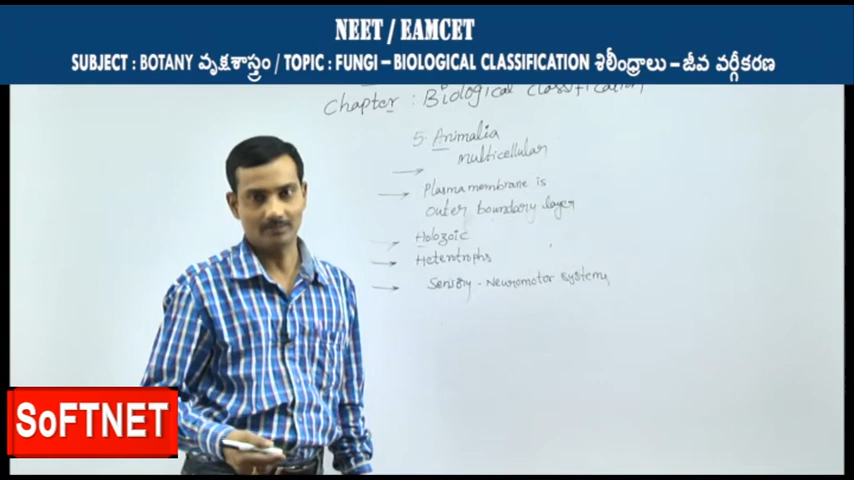 NEET / EAMCET
SUBJECT : BOTANY వృక్షశాస్త్రం / TOPIC : FUNGI – BIOLOGICAL CLASSIFICATION శిలీంధ్రాలు – జీవ వర్గీకరణ
Chapter : Biological Classification
5. Animalia
multicellular
Plasma membrane is
outer boundary layer
Holozoic
Heterotrophs
Sensory - Neuromotor system
SoFTNET